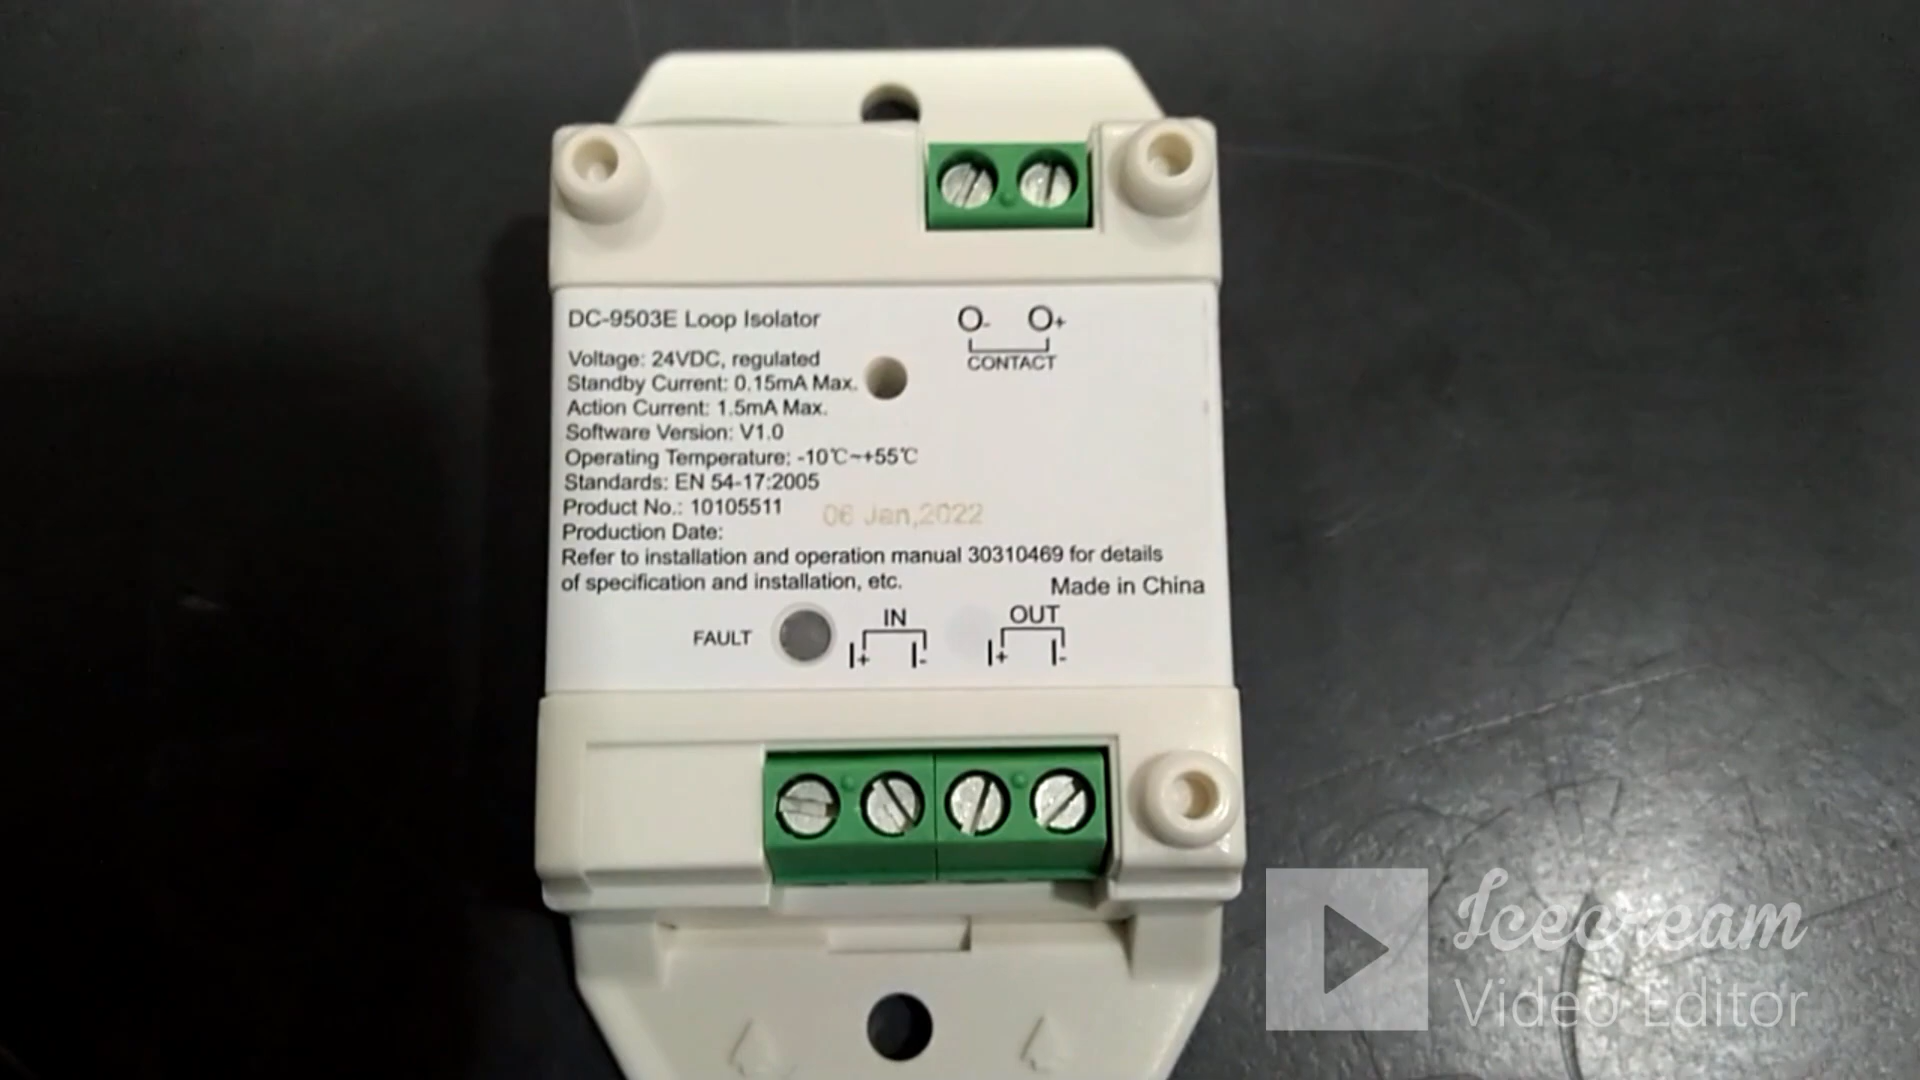 DC-9503E Loop Isolator
O- O+
CONTACT
Voltage: 24VDC, regulated
Standby Current: 0.15mA Max.
Action Current: 1.5mA Max.
Software Version: V1.0
Operating Temperature: -10℃~+55℃
Standards: EN 54-17:2005
Product No.: 10105511
06 Jan,2022
Production Date:
Refer to installation and operation manual 30310469 for details
of specification and installation, etc.
Made in China
FAULT
IN
OUT
I+ I- I+ I-
Icecream
Video Editor